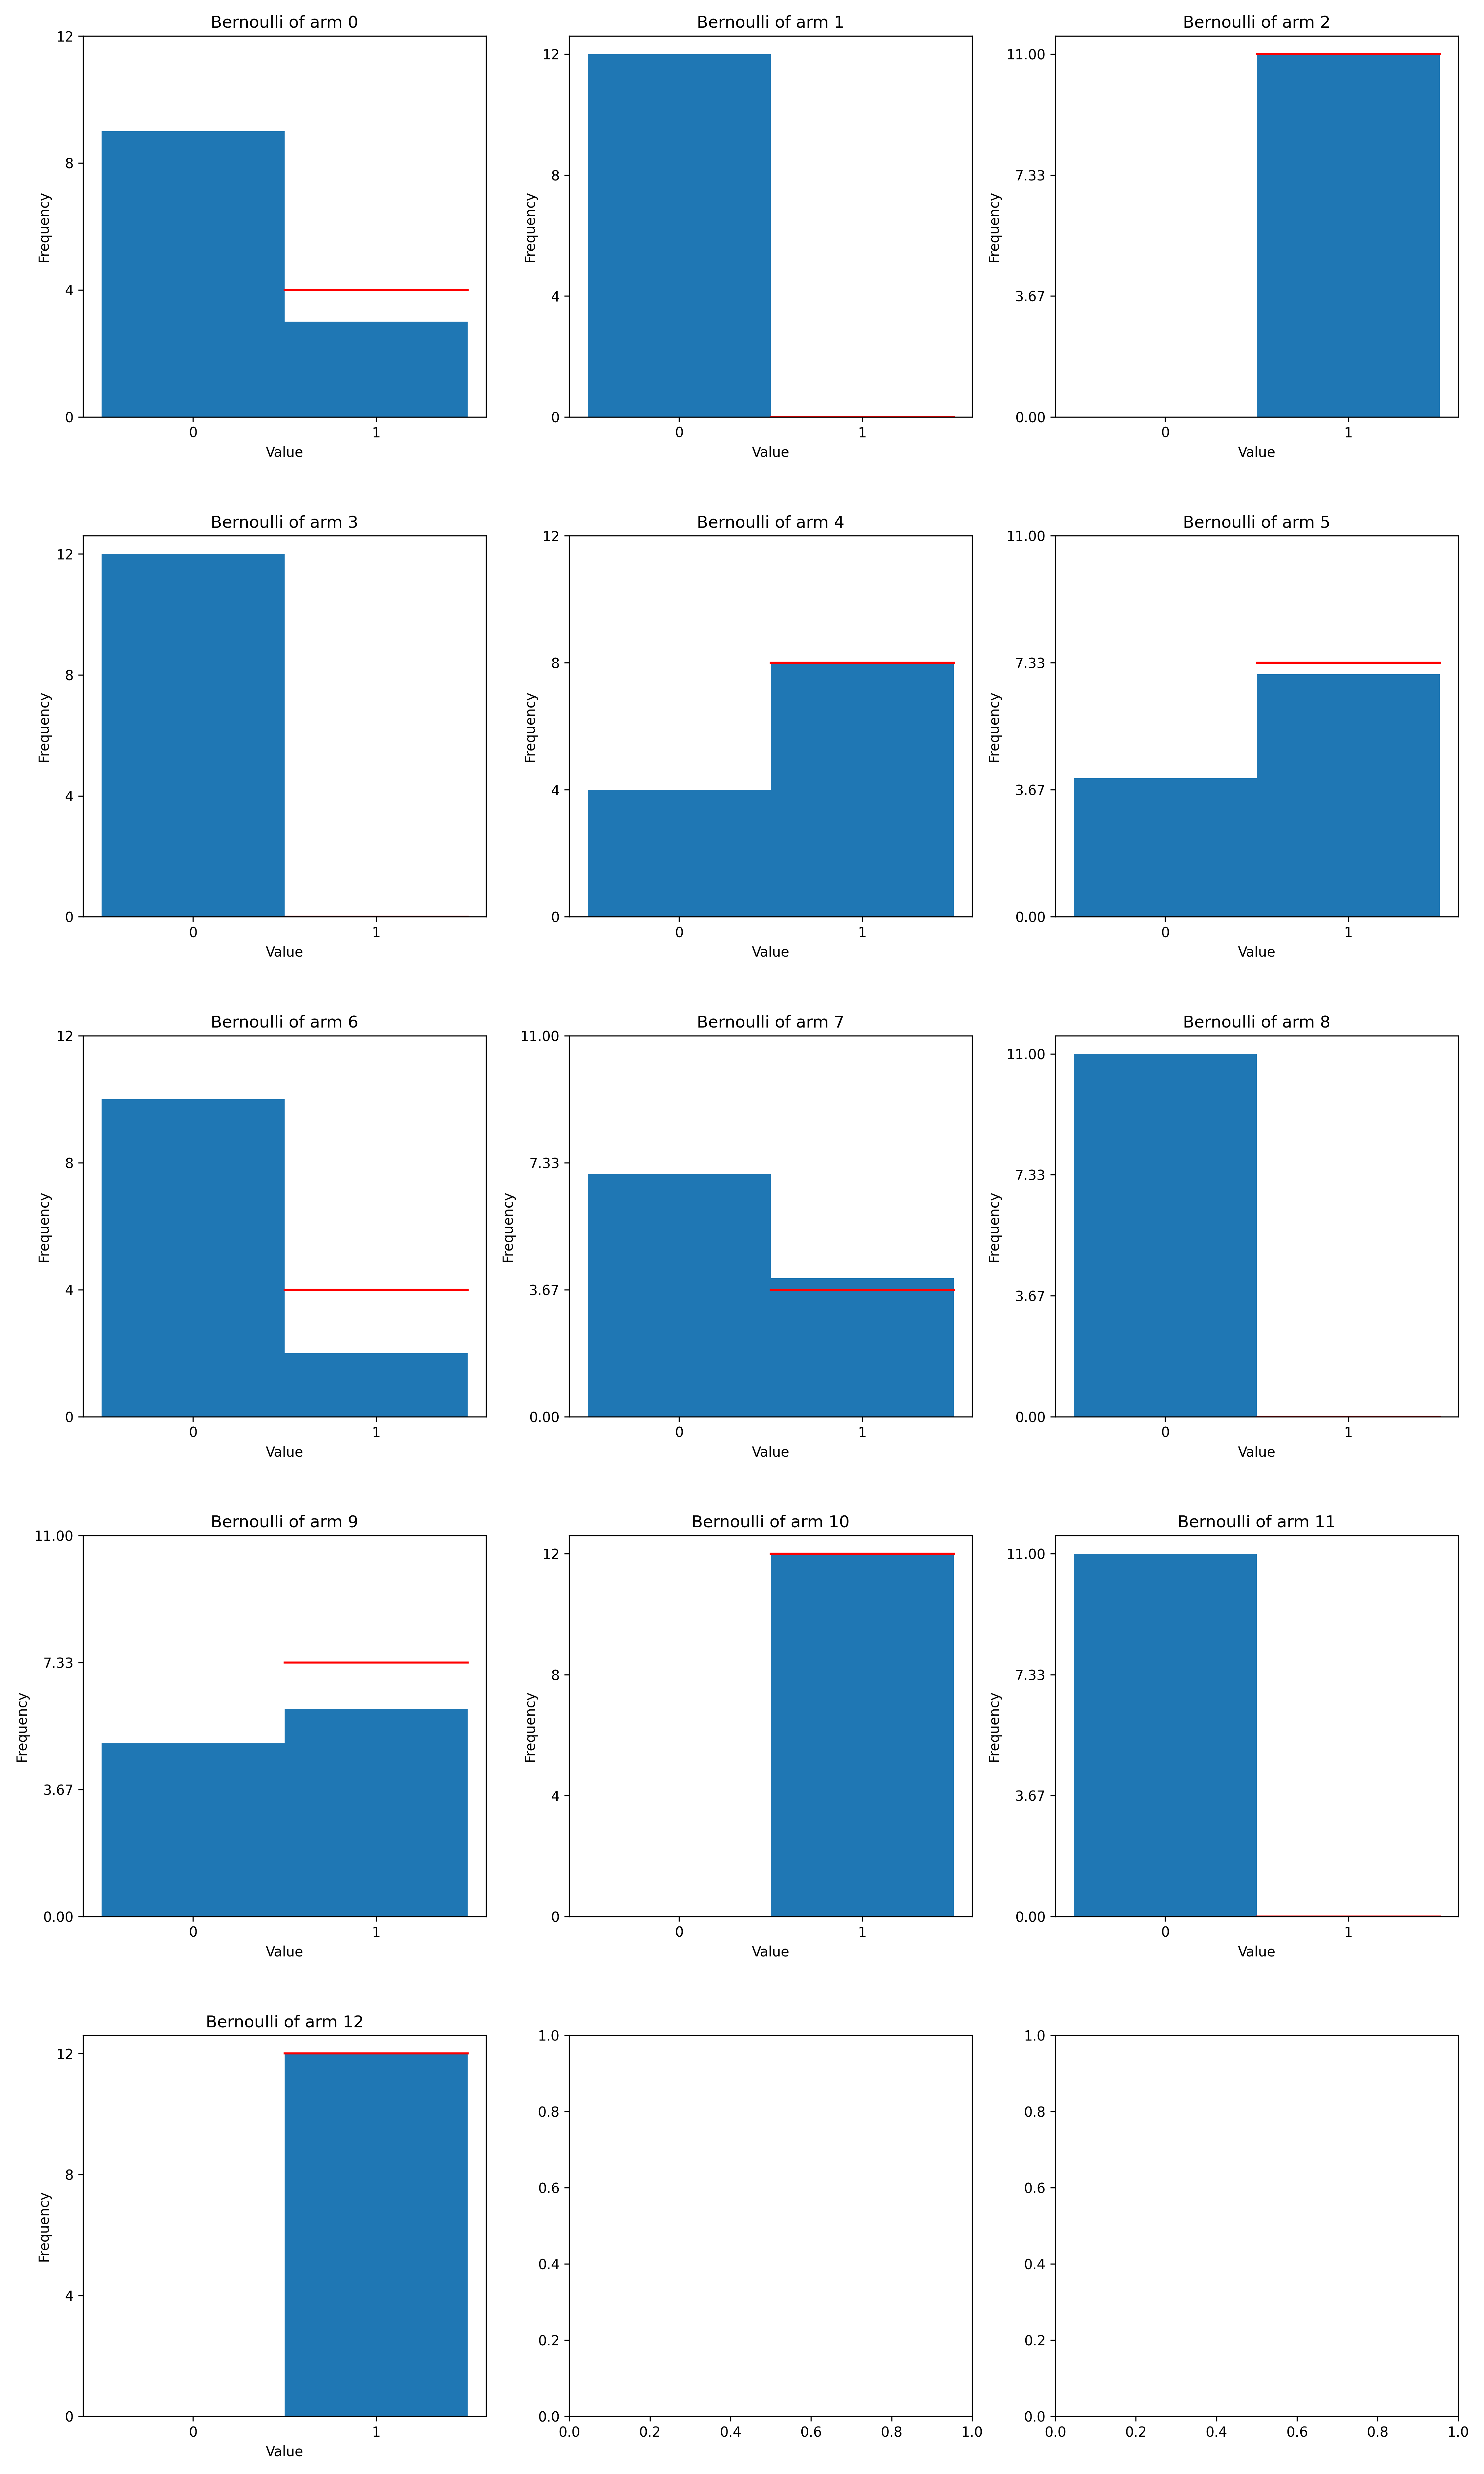 Bernoulli of arm 0
12
8
4
0
Frequency
0 1
Value
Bernoulli of arm 1
12
8
4
0
Frequency
0 1
Value
Bernoulli of arm 2
11.00
7.33
3.67
0.00
Frequency
0 1
Value
Bernoulli of arm 3
12
8
4
0
Frequency
0 1
Value
Bernoulli of arm 4
12
8
4
0
Frequency
0 1
Value
Bernoulli of arm 5
11.00
7.33
3.67
0.00
Frequency
0 1
Value
Bernoulli of arm 6
12
8
4
0
Frequency
0 1
Value
Bernoulli of arm 7
11.00
7.33
3.67
0.00
Frequency
0 1
Value
Bernoulli of arm 8
11.00
7.33
3.67
0.00
Frequency
0 1
Value
Bernoulli of arm 9
11.00
7.33
3.67
0.00
Frequency
0 1
Value
Bernoulli of arm 10
12
8
4
0
Frequency
0 1
Value
Bernoulli of arm 11
11.00
7.33
3.67
0.00
Frequency
0 1
Value
Bernoulli of arm 12
12
8
4
0
Frequency
0 1
Value
1.0
0.8
0.6
0.4
0.2
0.0
0.0 0.2 0.4 0.6 0.8 1.0
1.0
0.8
0.6
0.4
0.2
0.0
0.0 0.2 0.4 0.6 0.8 1.0